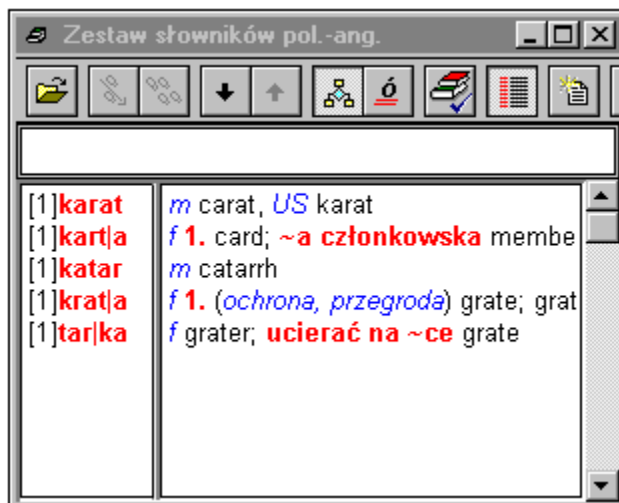 Zestaw słowników pol.-ang.
ó
[1]karat m carat, US karat
[1]kart|a f 1. card; ~a członkowska membe
[1]katar m catarrh
[1]krat|a f 1. (ochrona, przegroda) grate; grat
[1]tar|ka f grater; ucierać na ~ce grate